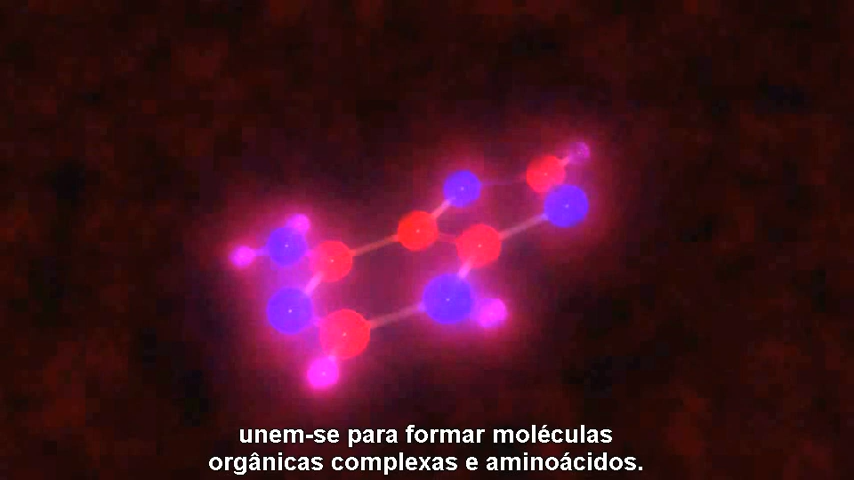 unem-se para formar moléculas
orgânicas complexas e aminoácidos.